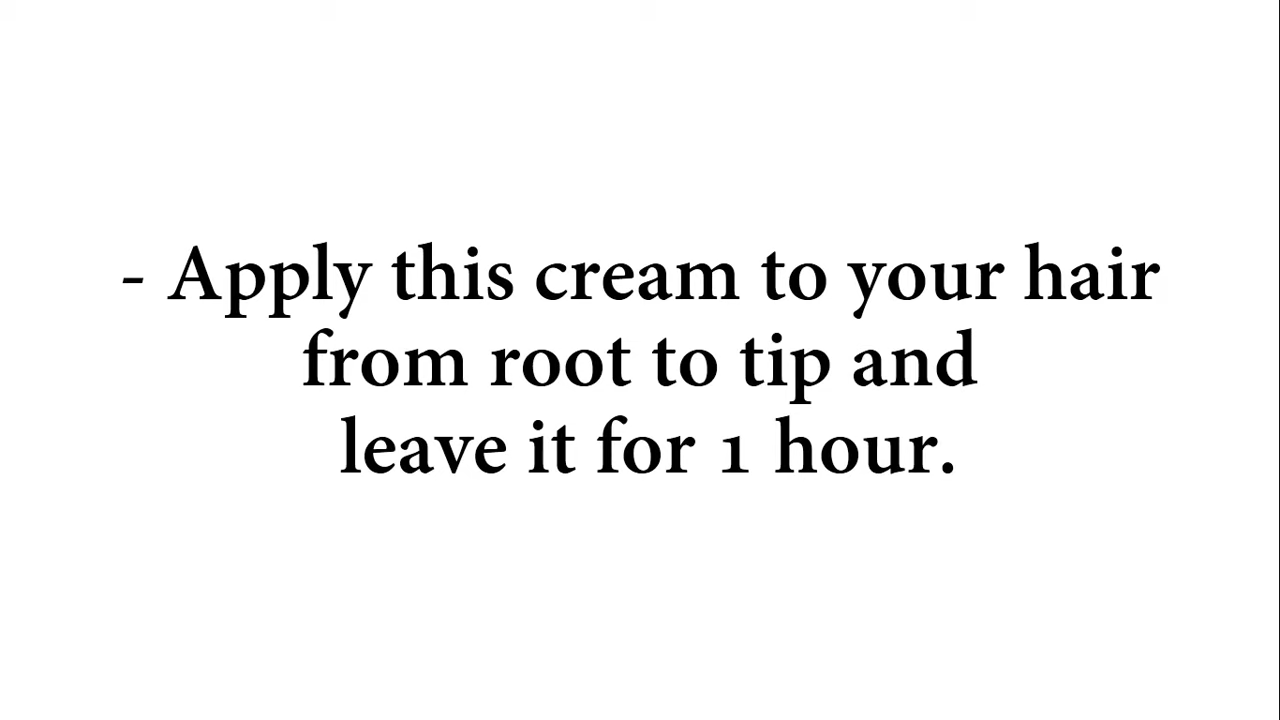 - Apply this cream to your hair
from root to tip and
leave it for 1 hour.